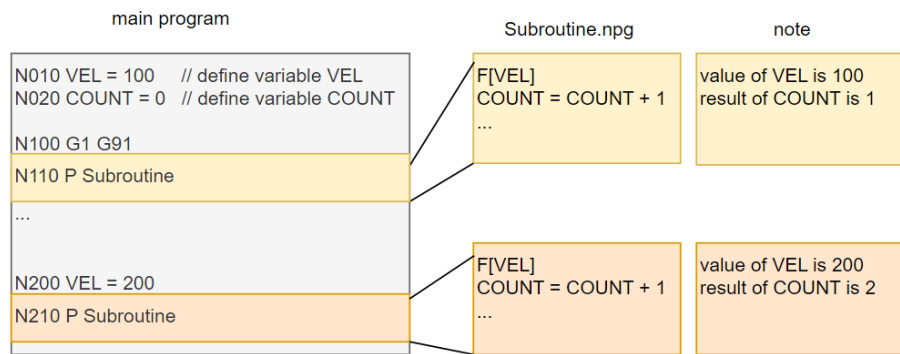 main program
N010 VEL = 100 // define variable VEL
N020 COUNT = 0 // define variable COUNT
N100 G1 G91
N110 P Subroutine
...
N200 VEL = 200
N210 P Subroutine
Subroutine.npg
F[VEL]
COUNT = COUNT + 1
...
F[VEL]
COUNT = COUNT + 1
...
note
value of VEL is 100
result of COUNT is 1
value of VEL is 200
result of COUNT is 2